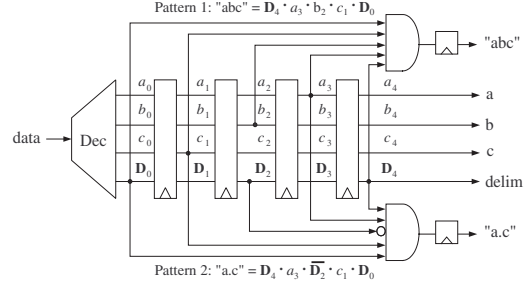 Pattern 1: "abc" = D₄ · a₃ · b₂ · c₁ · D₀
"abc"
a₀ a₁ a₂ a₃ a₄ a
b₀ b₁ b₂ b₃ b₄ b
data Dec
c₀ c₁ c₂ c₃ c₄ c
D₀ D₁ D₂ D₃ D₄ delim
"a.c"
Pattern 2: "a.c" = D₄ · a₃ · D̅₂ · c₁ · D₀